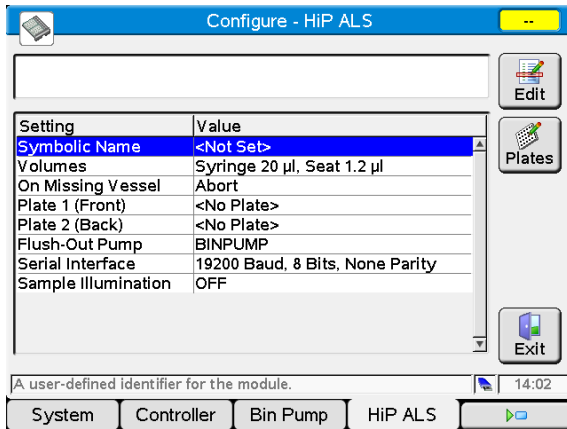 Configure - HiP ALS
--
Edit
Setting Value
Symbolic Name <Not Set>
Volumes Syringe 20 µl, Seat 1.2 µl
On Missing Vessel Abort
Plate 1 (Front) <No Plate>
Plate 2 (Back) <No Plate>
Flush-Out Pump BINPUMP
Serial Interface 19200 Baud, 8 Bits, None Parity
Sample Illumination OFF
Plates
Exit
A user-defined identifier for the module. 14:02
System Controller Bin Pump HiP ALS